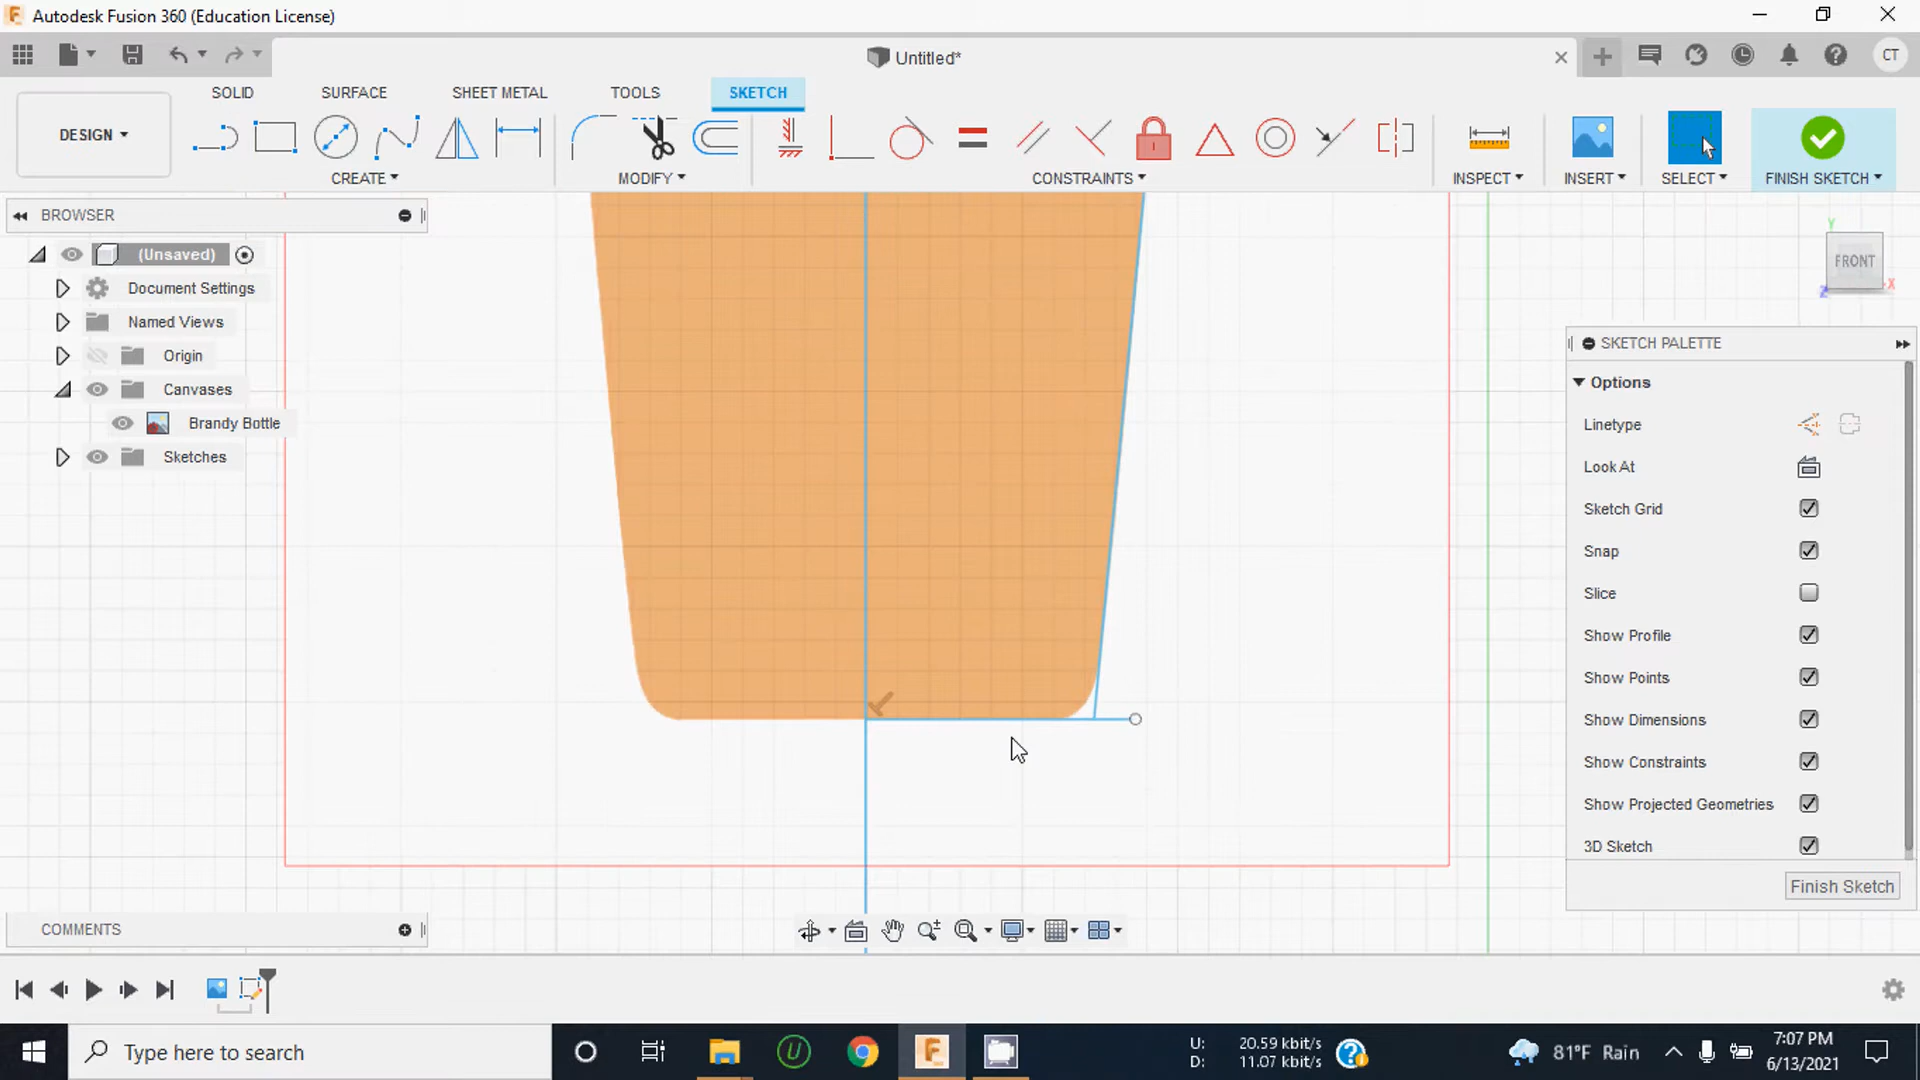 Autodesk Fusion 360 (Education License)
Untitled*
CT
SOLID
SURFACE
SHEET METAL
TOOLS
SKETCH
DESIGN
CREATE
MODIFY
CONSTRAINTS
INSPECT
INSERT
SELECT
FINISH SKETCH
BROWSER
(Unsaved)
Document Settings
Named Views
Origin
Canvases
Brandy Bottle
Sketches
Y
FRONT
X
Z
SKETCH PALETTE
Options
Linetype
Look At
Sketch Grid
Snap
Slice
Show Profile
Show Points
Show Dimensions
Show Constraints
Show Projected Geometries
3D Sketch
Finish Sketch
COMMENTS
Type here to search
U: 20.59 kbit/s
D: 11.07 kbit/s
81°F Rain
7:07 PM
6/13/2021